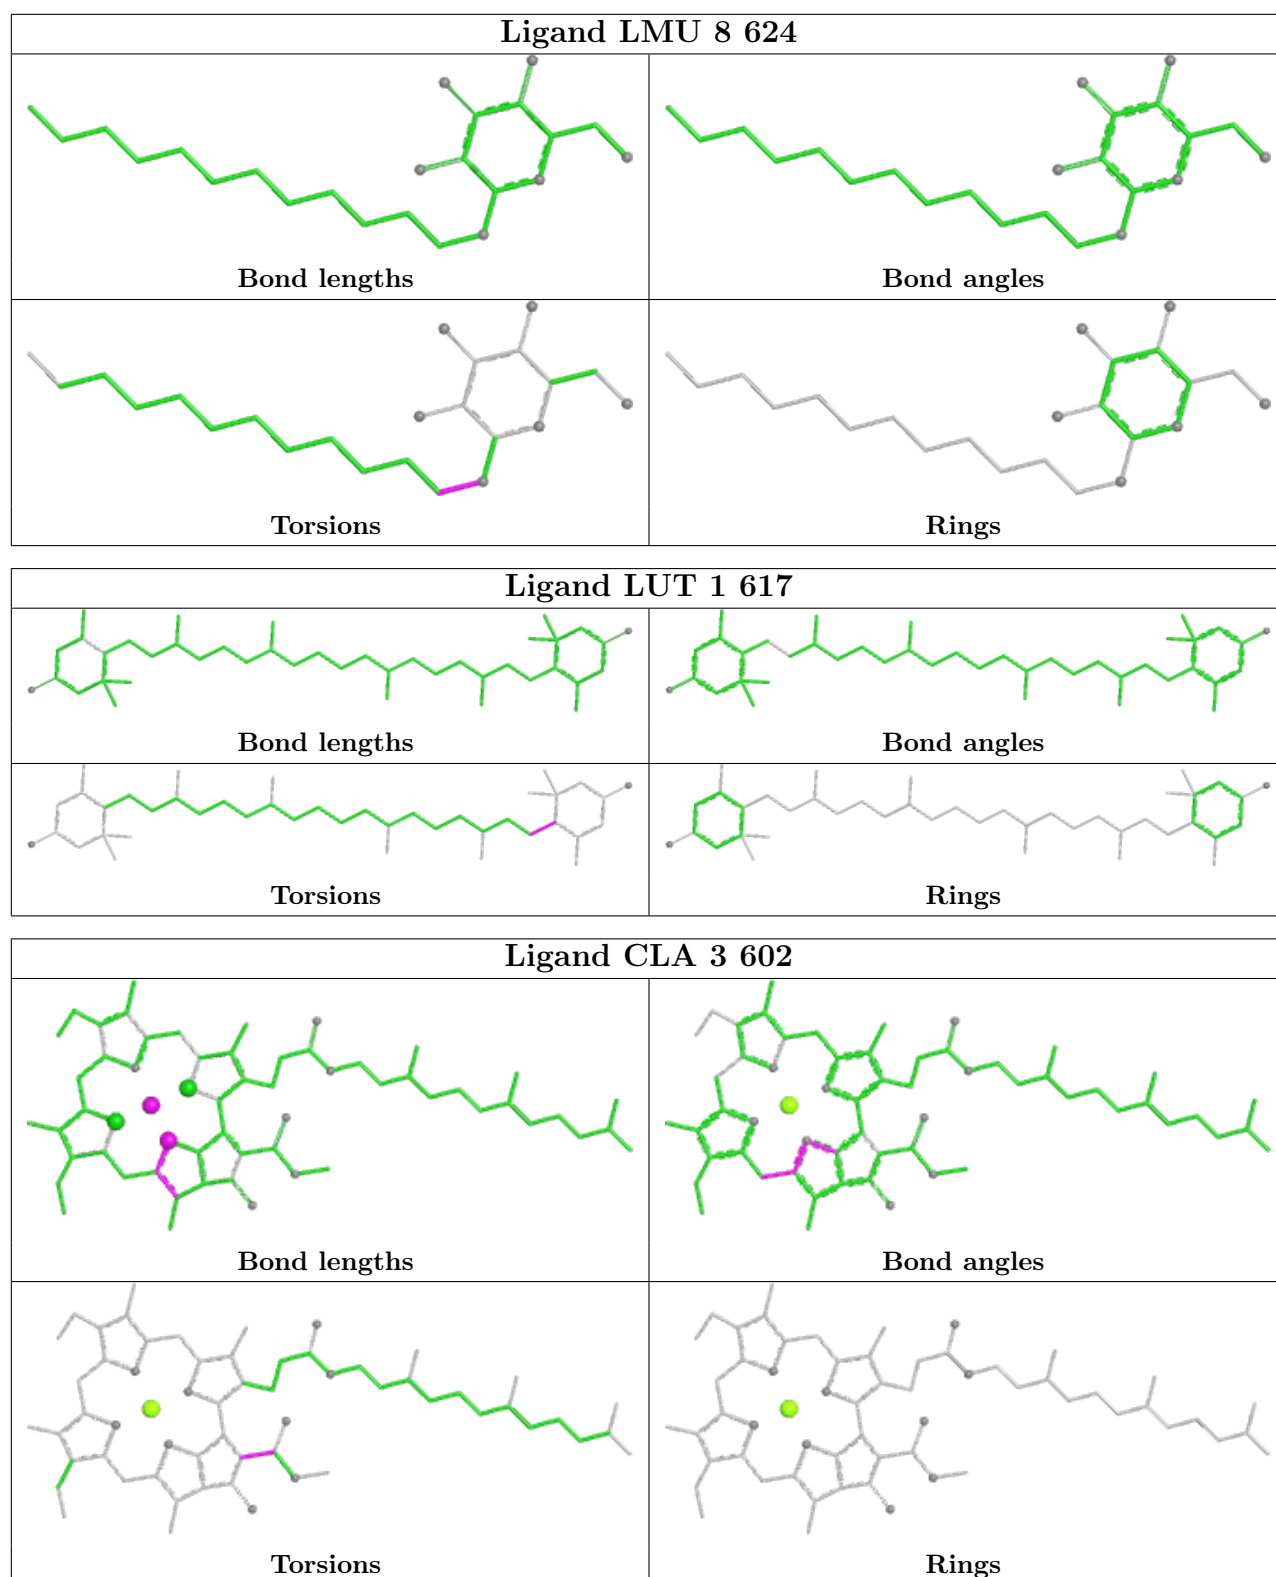 Ligand LMU 8 624
Bond lengths
Bond angles
Torsions
Rings
Ligand LUT 1 617
Bond lengths
Bond angles
Torsions
Rings
Ligand CLA 3 602
Bond lengths
Bond angles
Torsions
Rings